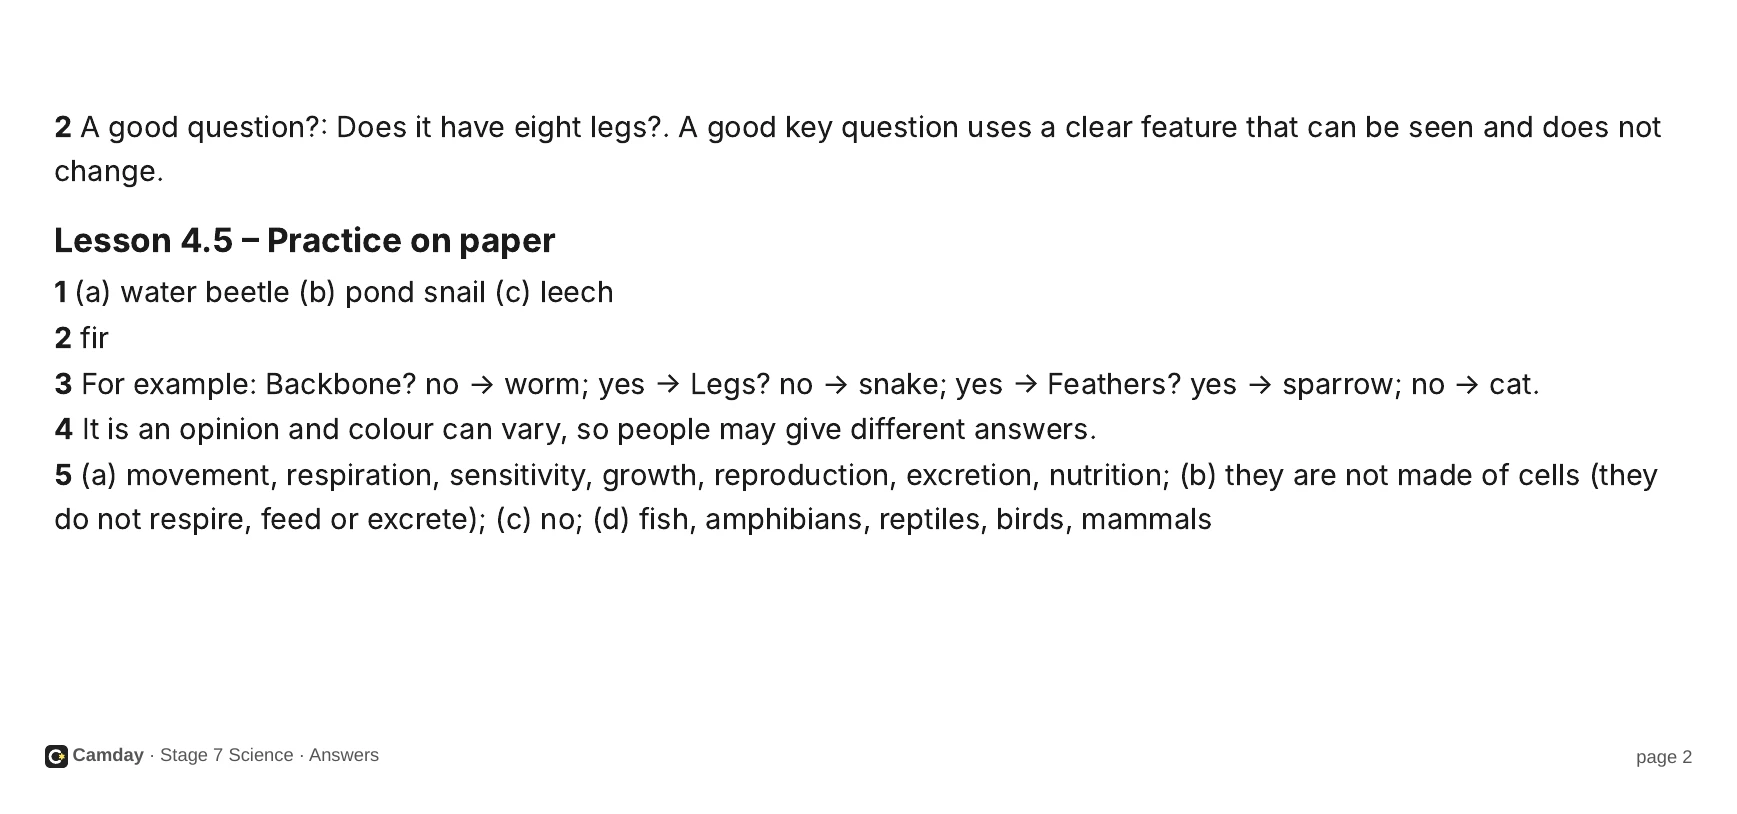 2 A good question?: Does it have eight legs?. A good key question uses a clear feature that can be seen and does not
change.
Lesson 4.5 – Practice on paper
1 (a) water beetle (b) pond snail (c) leech
2 fir
3 For example: Backbone? no → worm; yes → Legs? no → snake; yes → Feathers? yes → sparrow; no → cat.
4 It is an opinion and colour can vary, so people may give different answers.
5 (a) movement, respiration, sensitivity, growth, reproduction, excretion, nutrition; (b) they are not made of cells (they
do not respire, feed or excrete); (c) no; (d) fish, amphibians, reptiles, birds, mammals
Camday · Stage 7 Science · Answers
page 2